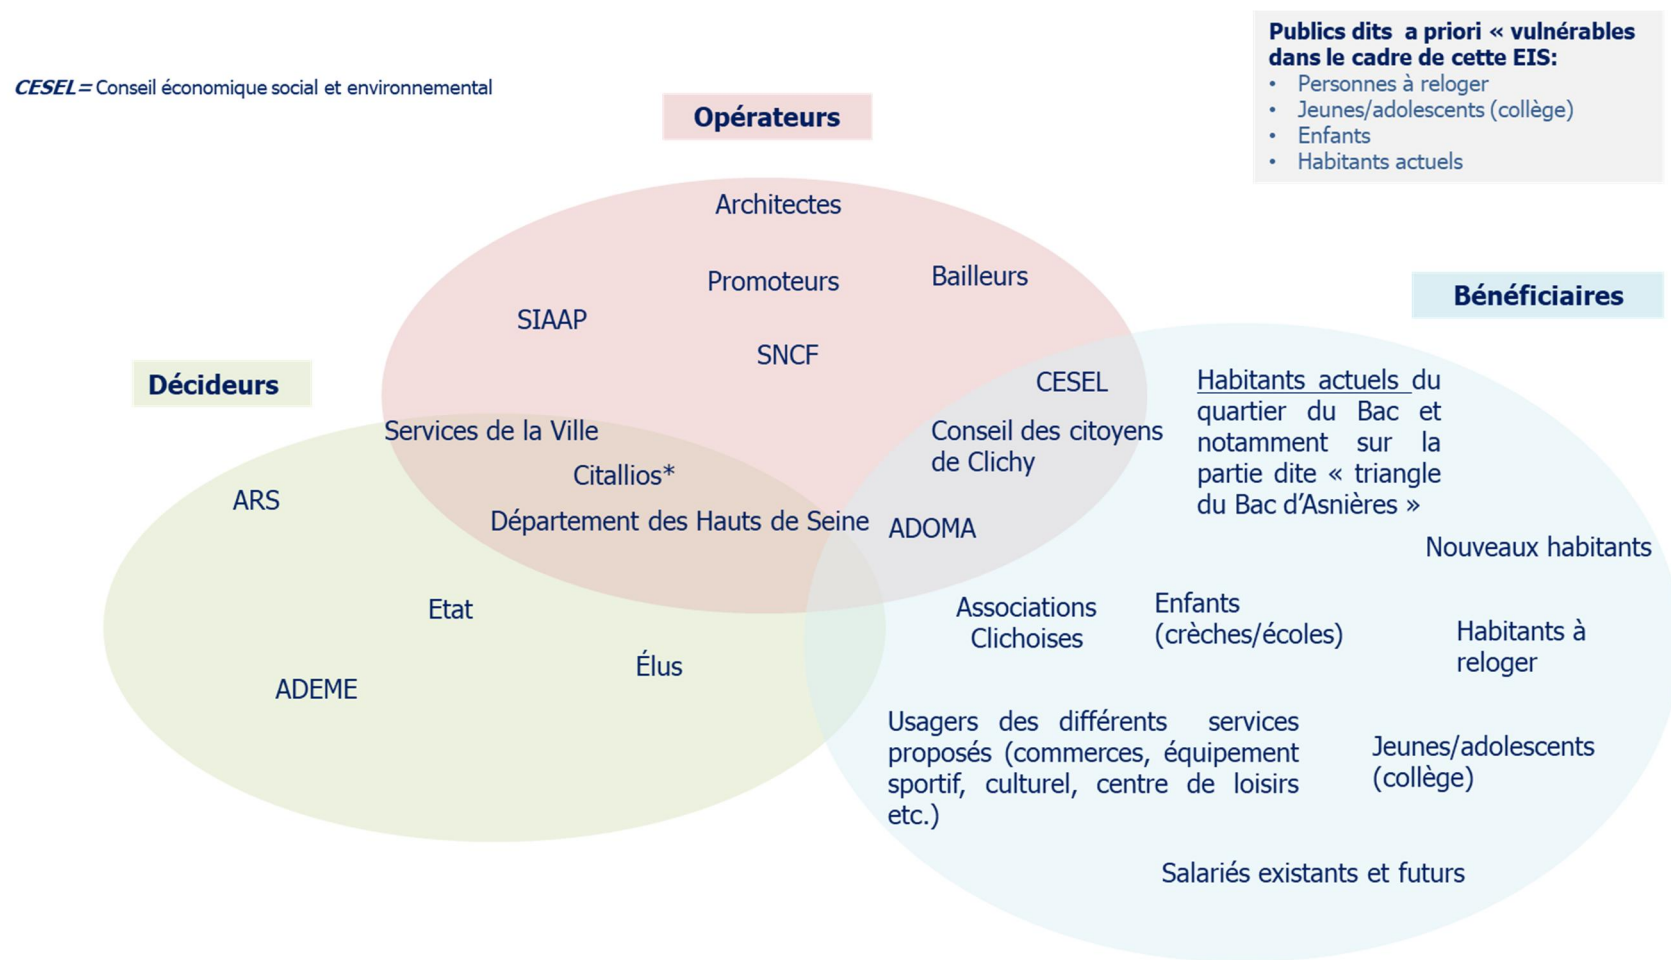 Publics dits  a priori « vulnérables
dans le cadre de cette EIS:
• Personnes à reloger
• Jeunes/adolescents (collège)
• Enfants
• Habitants actuels
CESEL= Conseil économique social et environnemental
Opérateurs
Architectes
Promoteurs
Bailleurs
SIAAP
SNCF
Bénéficiaires
Décideurs
CESEL
Conseil des citoyens
de Clichy
ADOMA
Services de la Ville
Citallios*
Département des Hauts de Seine
ARS
Etat
Élus
ADEME
Habitants actuels du
quartier du Bac et
notamment sur la
partie dite « triangle
du Bac d’Asnières »
Nouveaux habitants
Associations
Clichoises
Enfants
(crèches/écoles)
Habitants à
reloger
Usagers des différents services
proposés (commerces, équipement
sportif, culturel, centre de loisirs
etc.)
Jeunes/adolescents
(collège)
Salariés existants et futurs